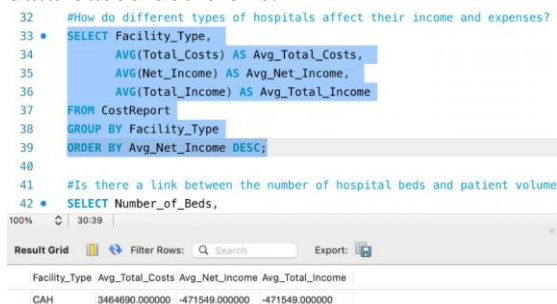 32 #How do different types of hospitals affect their income and expenses?
33 SELECT Facility_Type,
34 AVG(Total_Costs) AS Avg_Total_Costs,
35 AVG(Net_Income) AS Avg_Net_Income,
36 AVG(Total_Income) AS Avg_Total_Income
37 FROM CostReport
38 GROUP BY Facility_Type
39 ORDER BY Avg_Net_Income DESC;
40
41 #Is there a link between the number of hospital beds and patient volume
42 SELECT Number_of_Beds,
100% 30:39
Result Grid Filter Rows: Search Export:
Facility_Type Avg_Total_Costs Avg_Net_Income Avg_Total_Income
CAH 3464690.000000 -471549.000000 -471549.000000